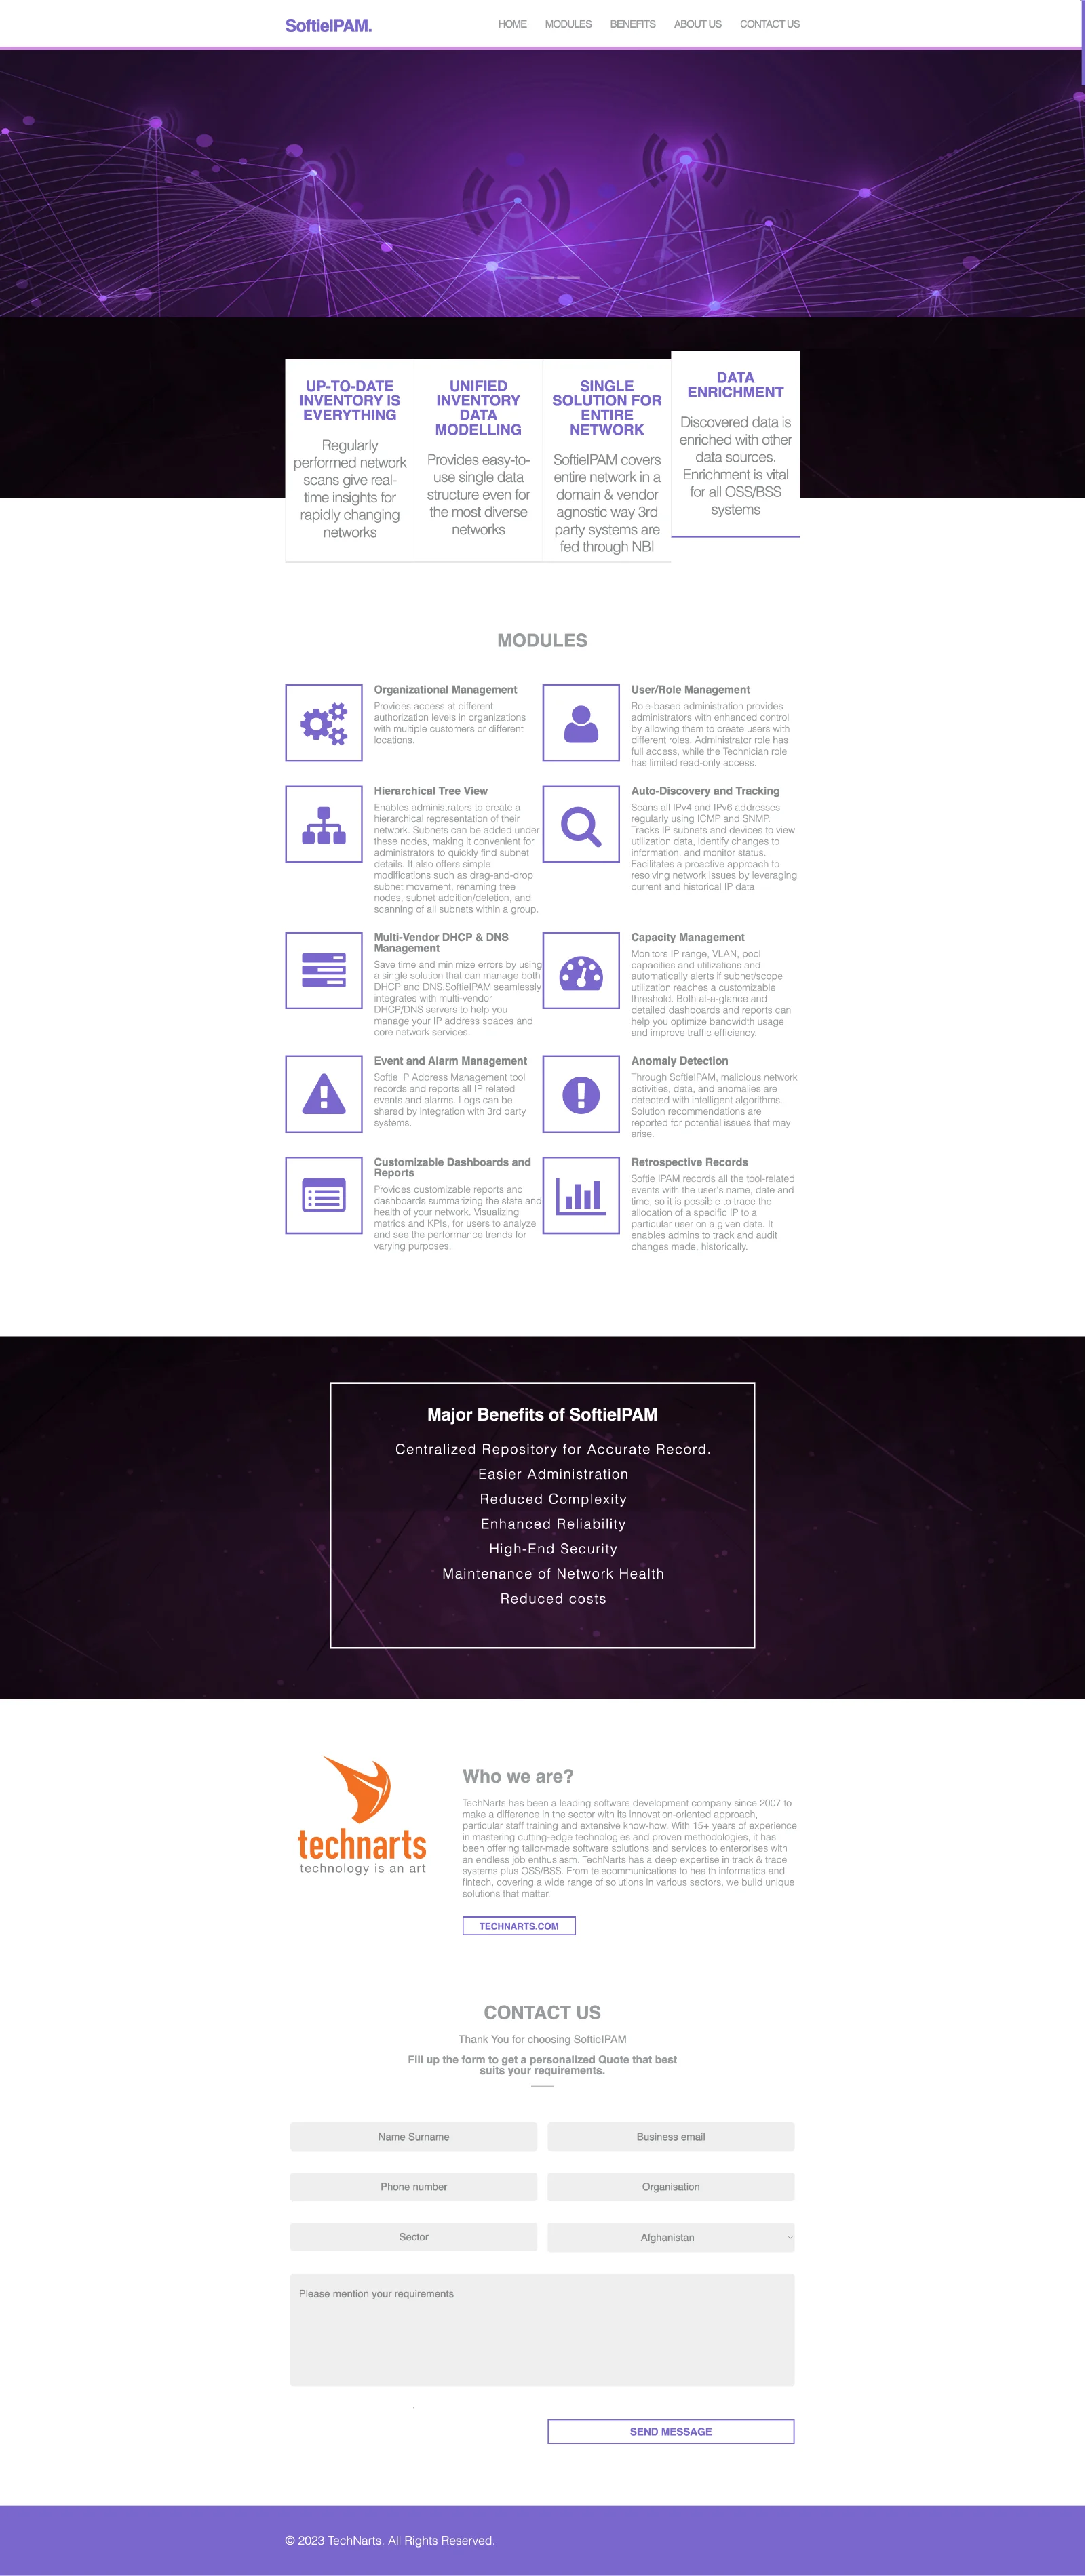 SoftieIPAM.
HOME MODULES BENEFITS ABOUT US CONTACT US
UP-TO-DATE
INVENTORY IS
EVERYTHING
Regularly
performed network
scans give real-
time insights for
rapidly changing
networks
UNIFIED
INVENTORY
DATA
MODELLING
Provides easy-to-
use single data
structure even for
the most diverse
networks
SINGLE
SOLUTION FOR
ENTIRE
NETWORK
SoftieIPAM covers
entire network in a
domain & vendor
agnostic way 3rd
party systems are
fed through NBI
DATA
ENRICHMENT
Discovered data is
enriched with other
data sources.
Enrichment is vital
for all OSS/BSS
systems
MODULES
Organizational Management
Provides access at different
authorization levels in organizations
with multiple customers or different
locations.
User/Role Management
Role-based administration provides
administrators with enhanced control
by allowing them to create users with
different roles. Administrator role has
full access, while the Technician role
has limited read-only access.
Hierarchical Tree View
Enables administrators to create a
hierarchical representation of their
network. Subnets can be added under
these nodes, making it convenient for
administrators to quickly find subnet
details. It also offers simple
modifications such as drag-and-drop
subnet movement, renaming tree
nodes, subnet addition/deletion, and
scanning of all subnets within a group.
Auto-Discovery and Tracking
Scans all IPv4 and IPv6 addresses
regularly using ICMP and SNMP.
Tracks IP subnets and devices to view
utilization data, identify changes to
information, and monitor status.
Facilitates a proactive approach to
resolving network issues by leveraging
current and historical IP data.
Multi-Vendor DHCP & DNS
Management
Save time and minimize errors by using
a single solution that can manage both
DHCP and DNS.SoftieIPAM seamlessly
integrates with multi-vendor
DHCP/DNS servers to help you
manage your IP address spaces and
core network services.
Capacity Management
Monitors IP range, VLAN, pool
capacities and utilizations and
automatically alerts if subnet/scope
utilization reaches a customizable
threshold. Both at-a-glance and
detailed dashboards and reports can
help you optimize bandwidth usage
and improve traffic efficiency.
Event and Alarm Management
Softie IP Address Management tool
records and reports all IP related
events and alarms. Logs can be
shared by integration with 3rd party
systems.
Anomaly Detection
Through SoftieIPAM, malicious network
activities, data, and anomalies are
detected with intelligent algorithms.
Solution recommendations are
reported for potential issues that may
arise.
Customizable Dashboards and
Reports
Provides customizable reports and
dashboards summarizing the state and
health of your network. Visualizing
metrics and KPIs, for users to analyze
and see the performance trends for
varying purposes.
Retrospective Records
Softie IPAM records all the tool-related
events with the user's name, date and
time, so it is possible to trace the
allocation of a specific IP to a
particular user on a given date. It
enables admins to track and audit
changes made, historically.
Major Benefits of SoftieIPAM
Centralized Repository for Accurate Record.
Easier Administration
Reduced Complexity
Enhanced Reliability
High-End Security
Maintenance of Network Health
Reduced costs
technarts
technology is an art
Who we are?
TechNarts has been a leading software development company since 2007 to
make a difference in the sector with its innovation-oriented approach,
particular staff training and extensive know-how. With 15+ years of experience
in mastering cutting-edge technologies and proven methodologies, it has
been offering tailor-made software solutions and services to enterprises with
an endless job enthusiasm. TechNarts has a deep expertise in track & trace
systems plus OSS/BSS. From telecommunications to health informatics and
fintech, covering a wide range of solutions in various sectors, we build unique
solutions that matter.
TECHNARTS.COM
CONTACT US
Thank You for choosing SoftieIPAM
Fill up the form to get a personalized Quote that best
suits your requirements.
Name Surname
Business email
Phone number
Organisation
Sector
Afghanistan
Please mention your requirements
SEND MESSAGE
© 2023 TechNarts. All Rights Reserved.